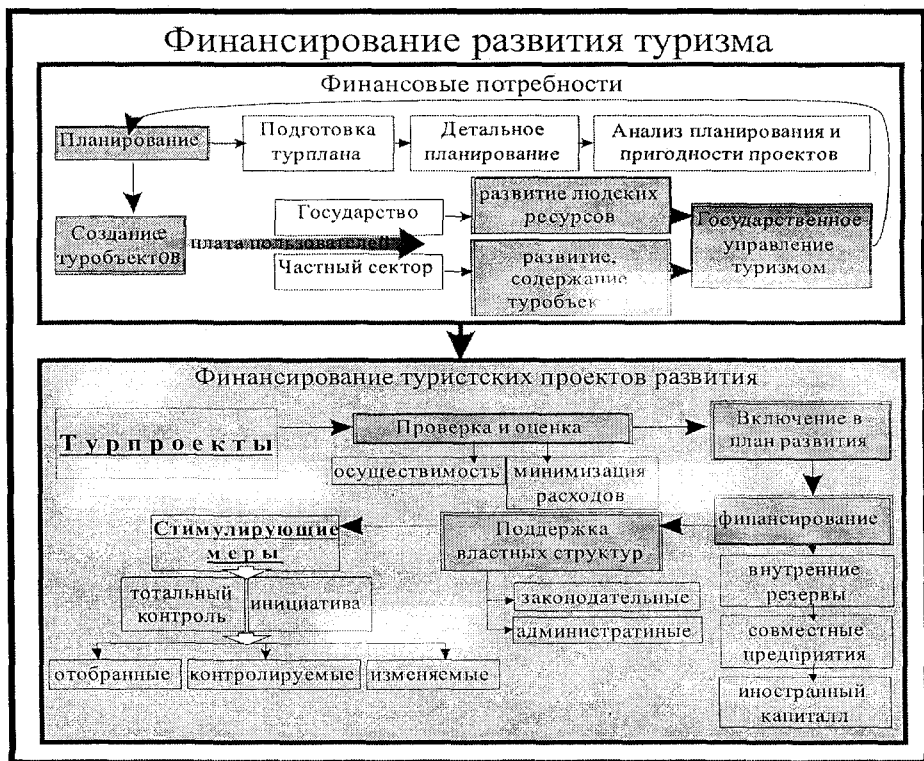 Финансирование развития туризма
Финансовые потребности
Планирование
Подготовка
турплана
Детальное
планирование
Анализ планирования и
пригодности проектов
Создание
туробъектов
плата пользователей
Государство
Частный сектор
развитие людских
ресурсов
развитие,
содержание
туробъек
Государственное
управление
туризмом
Финансирование туристских проектов развития
Турпроекты
Проверка и оценка
осуществимость
минимизация
расходов
Включение в
план развития
финансирование
внутренние
резервы
совместные
предприятия
иностранный
капиталл
Поддержка
властных структур
законодательные
административные
Стимулирующие
меры
тотальный
контроль
инициатива
отобранные
контролируемые
изменяемые